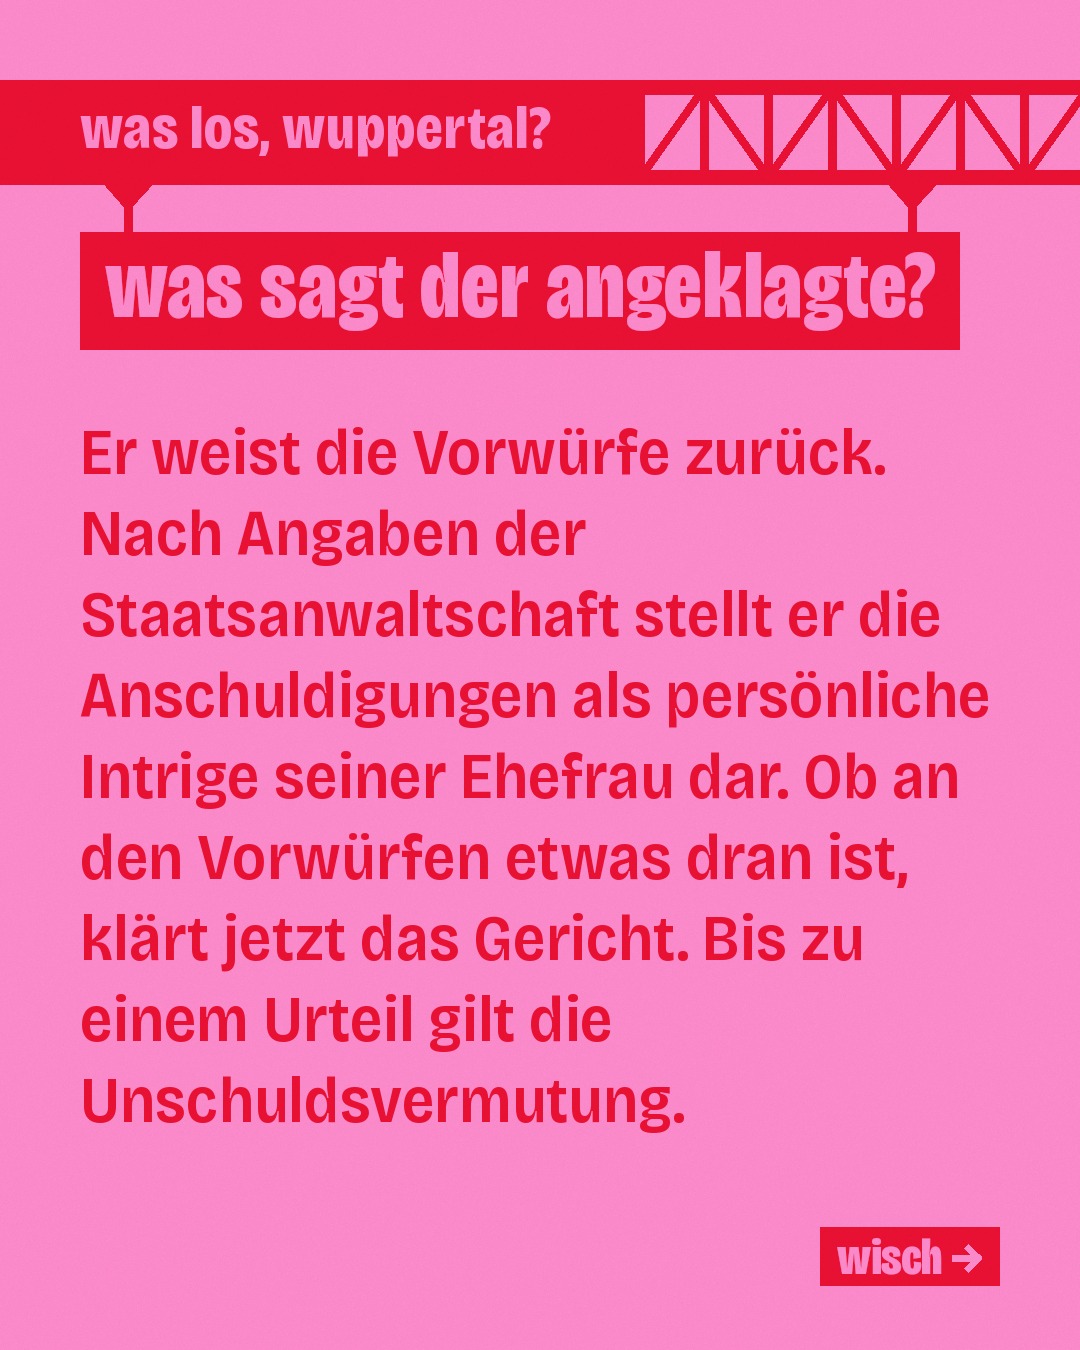 was los, wuppertal?
was sagt der angeklagte?
Er weist die Vorwürfe zurück.
Nach Angaben der
Staatsanwaltschaft stellt er die
Anschuldigungen als persönliche
Intrige seiner Ehefrau dar. Ob an
den Vorwürfen etwas dran ist,
klärt jetzt das Gericht. Bis zu
einem Urteil gilt die
Unschuldsvermutung.
wisch →